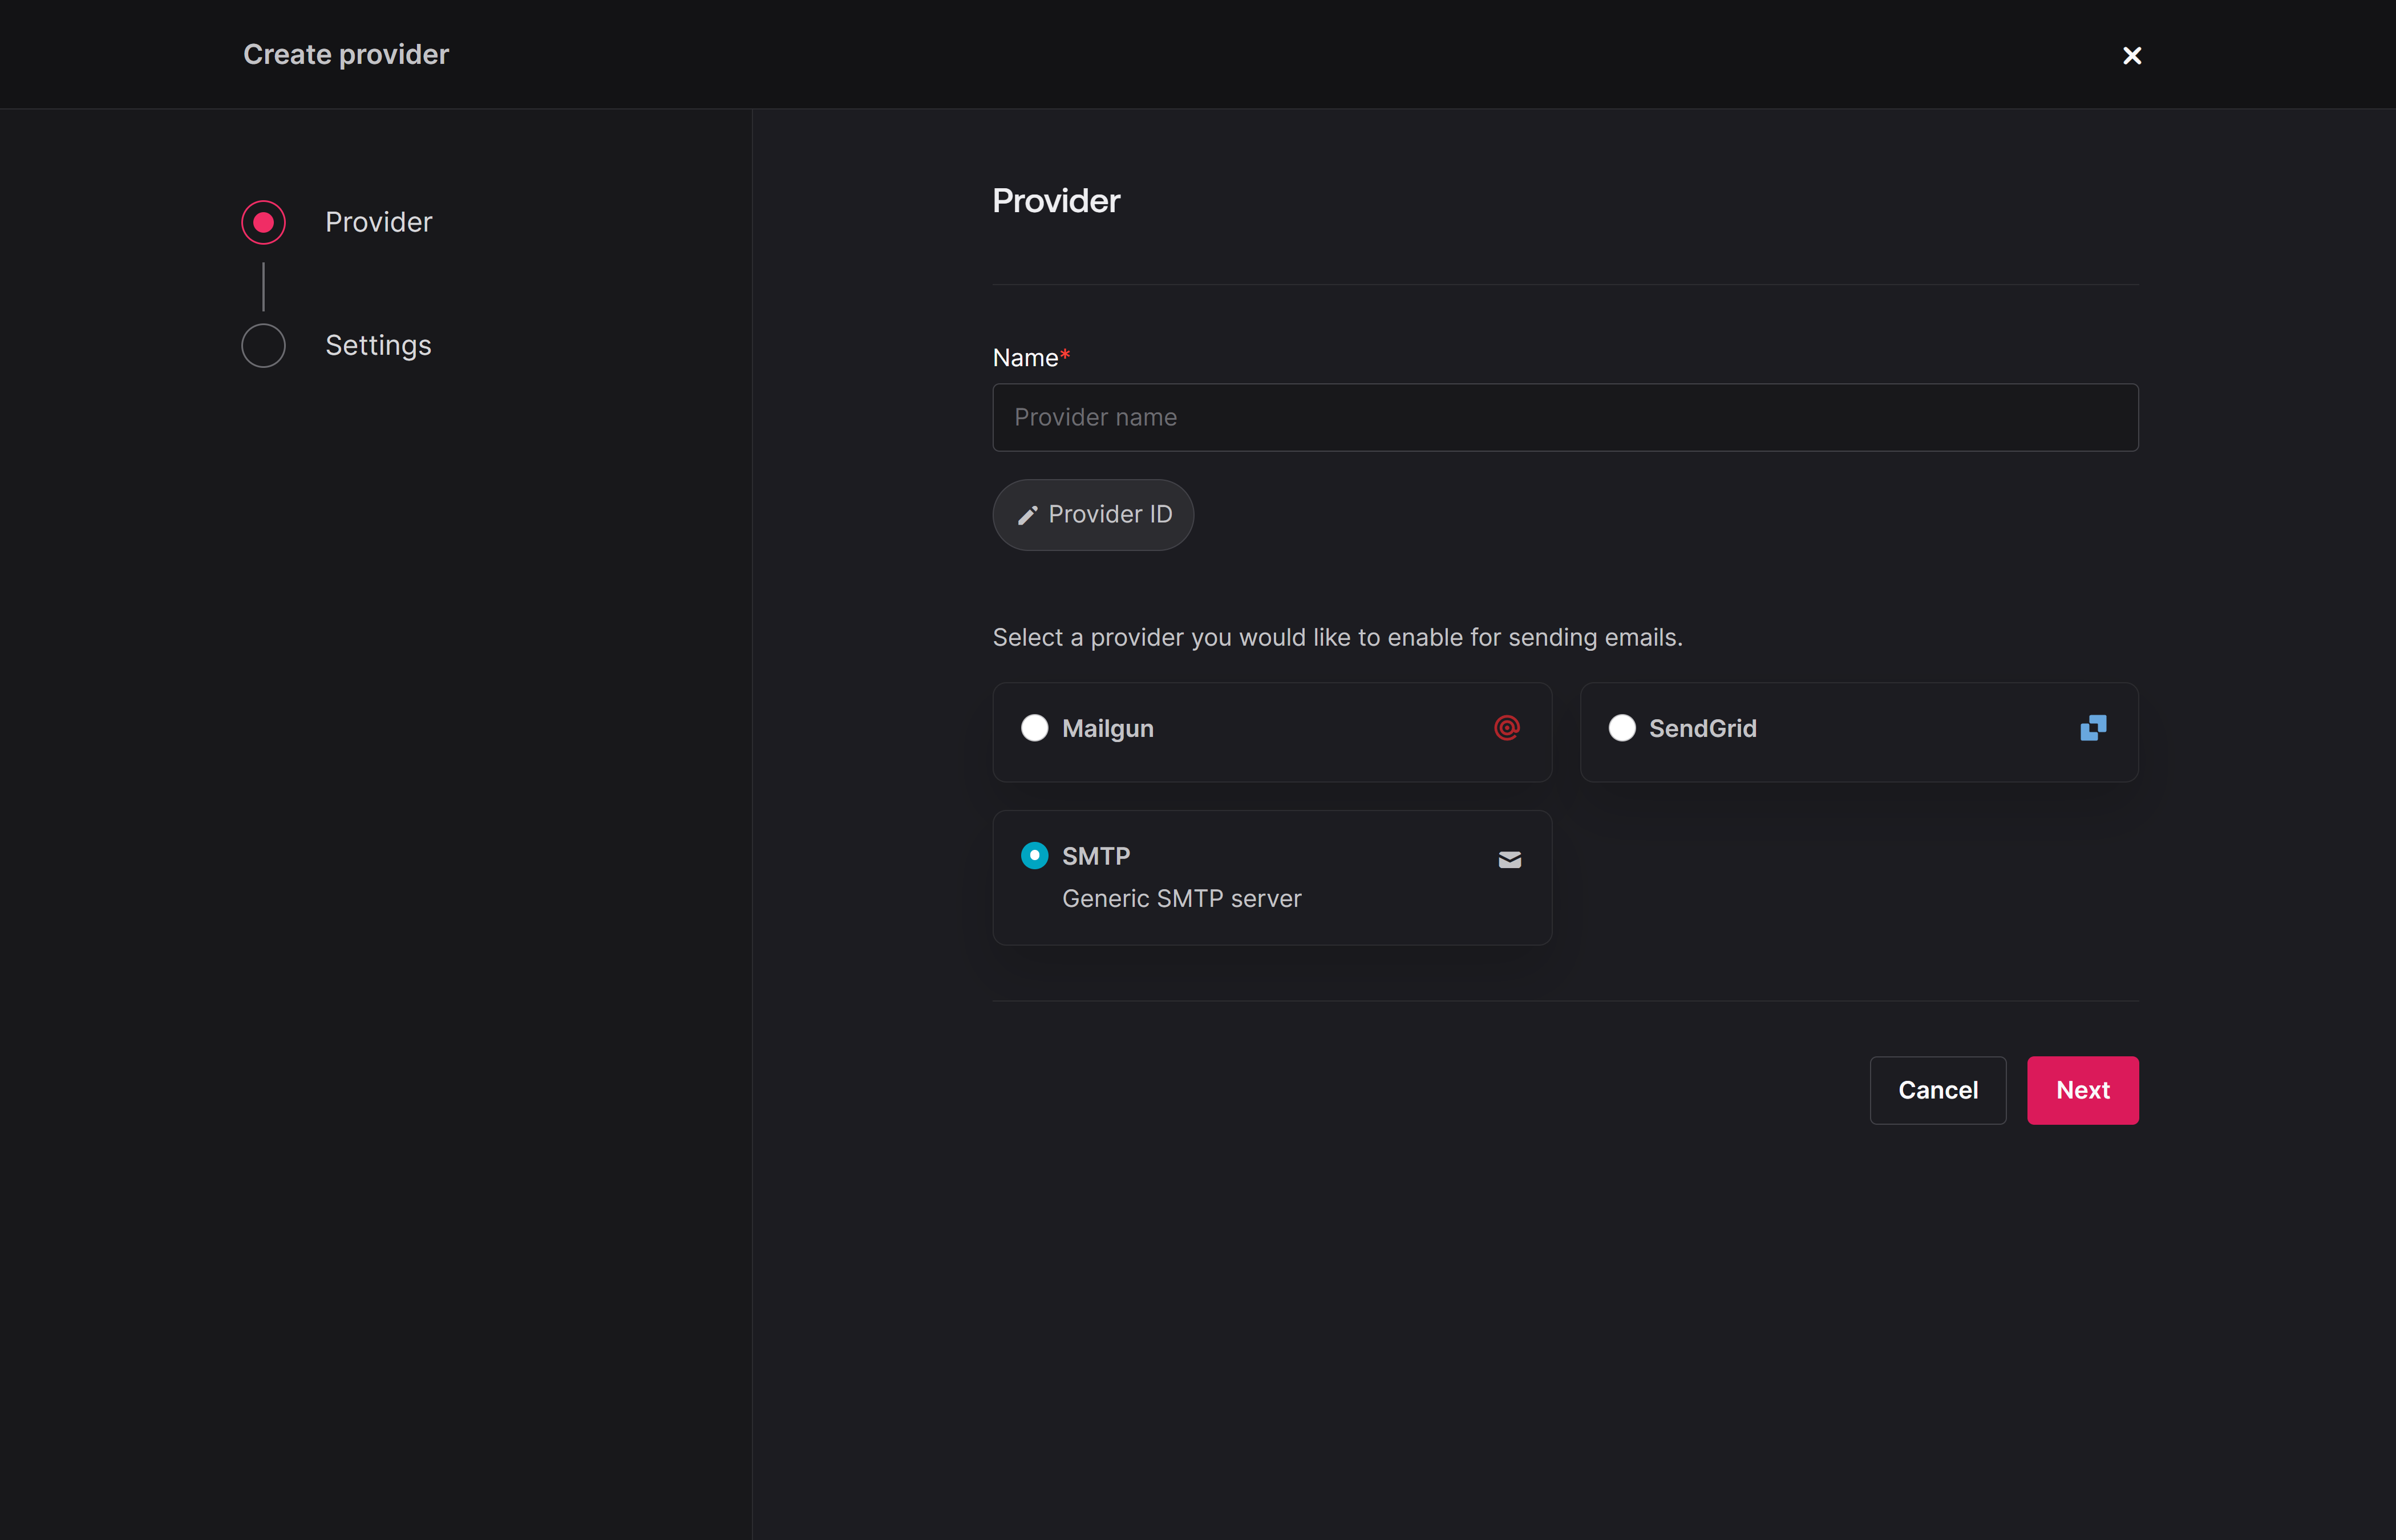 Create provider
Provider
Settings
Provider
Name*
Provider name
Provider ID
Select a provider you would like to enable for sending emails.
Mailgun
SendGrid
SMTP
Generic SMTP server
Cancel
Next